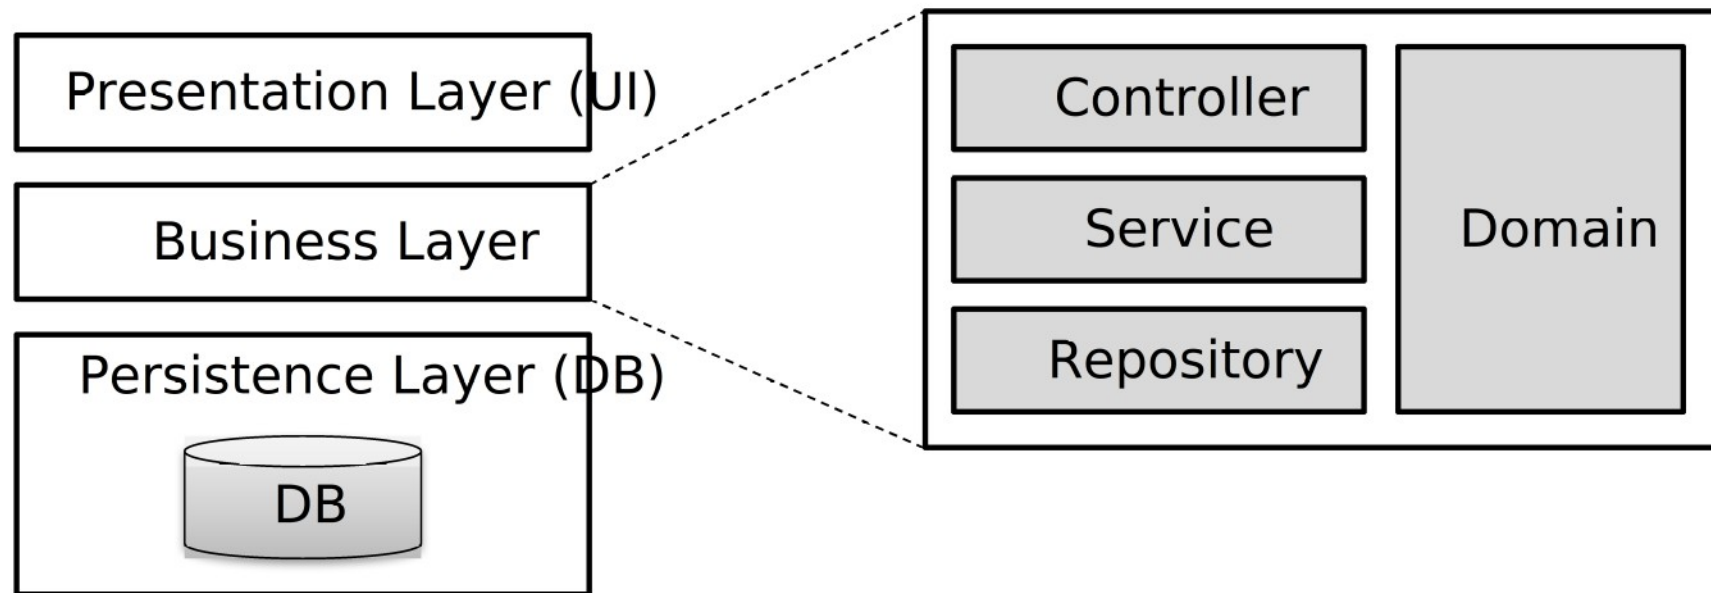 Presentation Layer (UI)
Business Layer
Persistence Layer (DB)
DB
Controller
Service
Repository
Domain